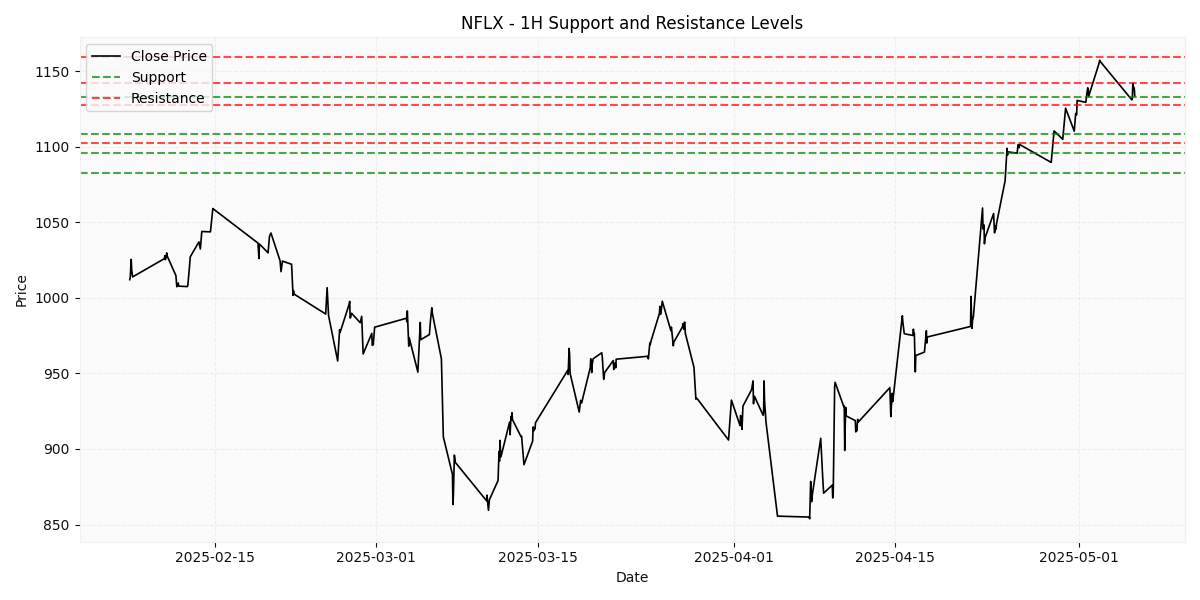 NFLX - 1H Support and Resistance Levels
Close Price
Support
Resistance
1150
1100
1050
1000
950
900
850
Price
2025-02-15
2025-03-01
2025-03-15
2025-04-01
2025-04-15
2025-05-01
Date